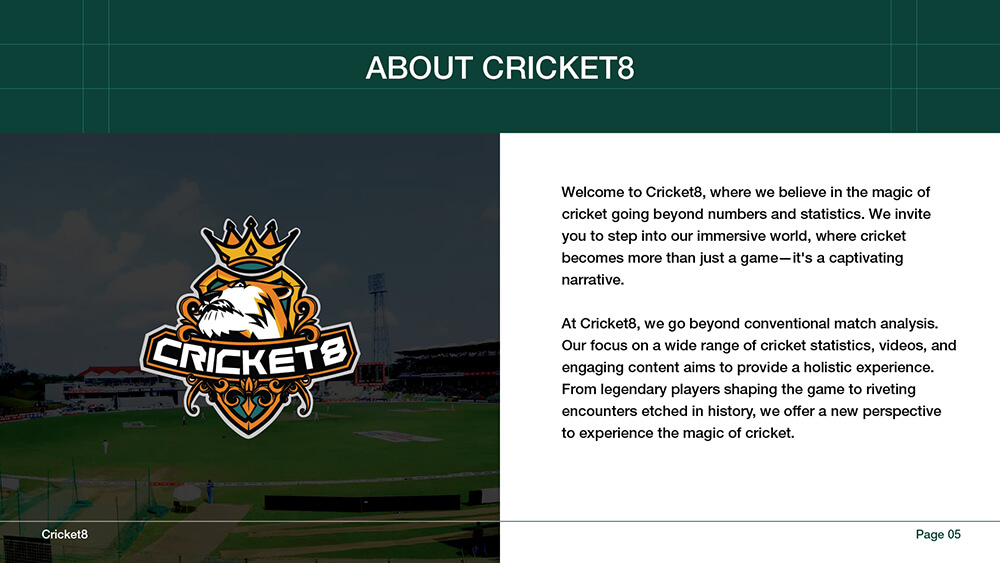 ABOUT CRICKET8
CRICKET8
Welcome to Cricket8, where we believe in the magic of
cricket going beyond numbers and statistics. We invite
you to step into our immersive world, where cricket
becomes more than just a game—it's a captivating
narrative.
At Cricket8, we go beyond conventional match analysis.
Our focus on a wide range of cricket statistics, videos, and
engaging content aims to provide a holistic experience.
From legendary players shaping the game to riveting
encounters etched in history, we offer a new perspective
to experience the magic of cricket.
Cricket8
Page 05